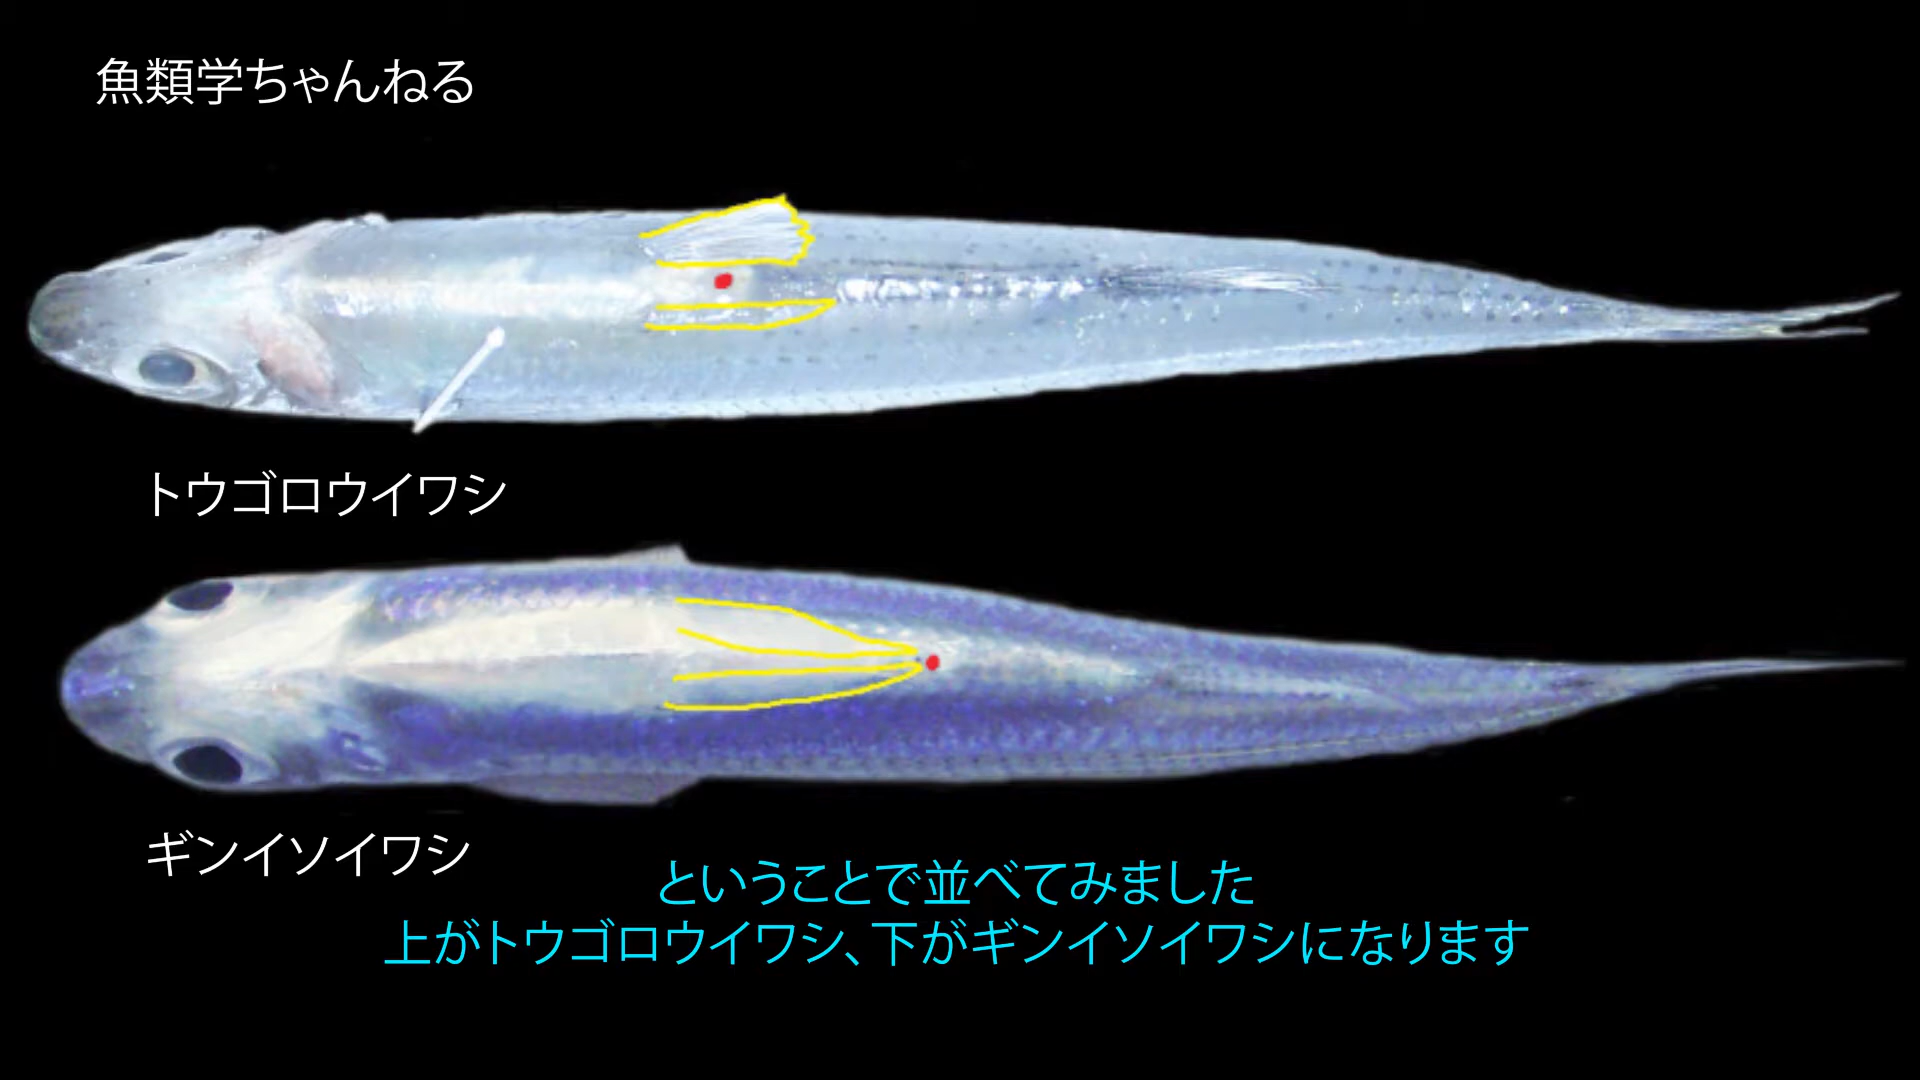 魚類学ちゃんねる
トウゴロウイワシ
ギンイソイワシ
ということで並べてみました
上がトウゴロウイワシ、下がギンイソイワシになります